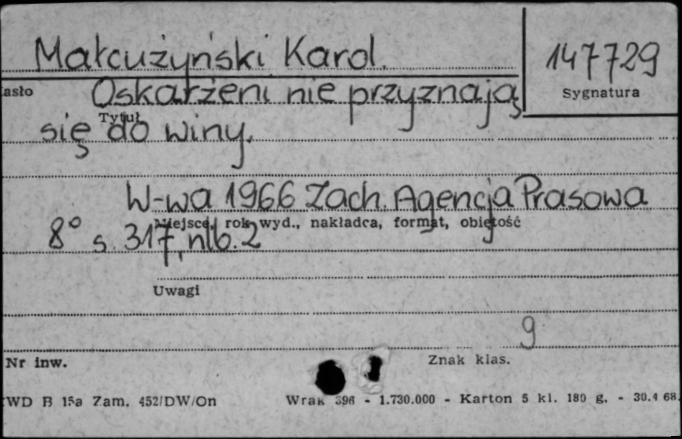 Małcużyński Karol.
147729
asło
Sygnatura
Oskarżeni nie przyznają
Tytuł
się do winy.
W-wa 1966 Zach. Agencja Prasowa
Miejsce, rok wyd., nakładca, format, objętość
8° s. 317, nlb. 2
Uwagi
9
Nr inw.
Znak klas.
WD B 15a Zam. 452/DW/On
Wrak 396 - 1.730.000 - Karton 5 kl. 180 g. - 30.4 68.